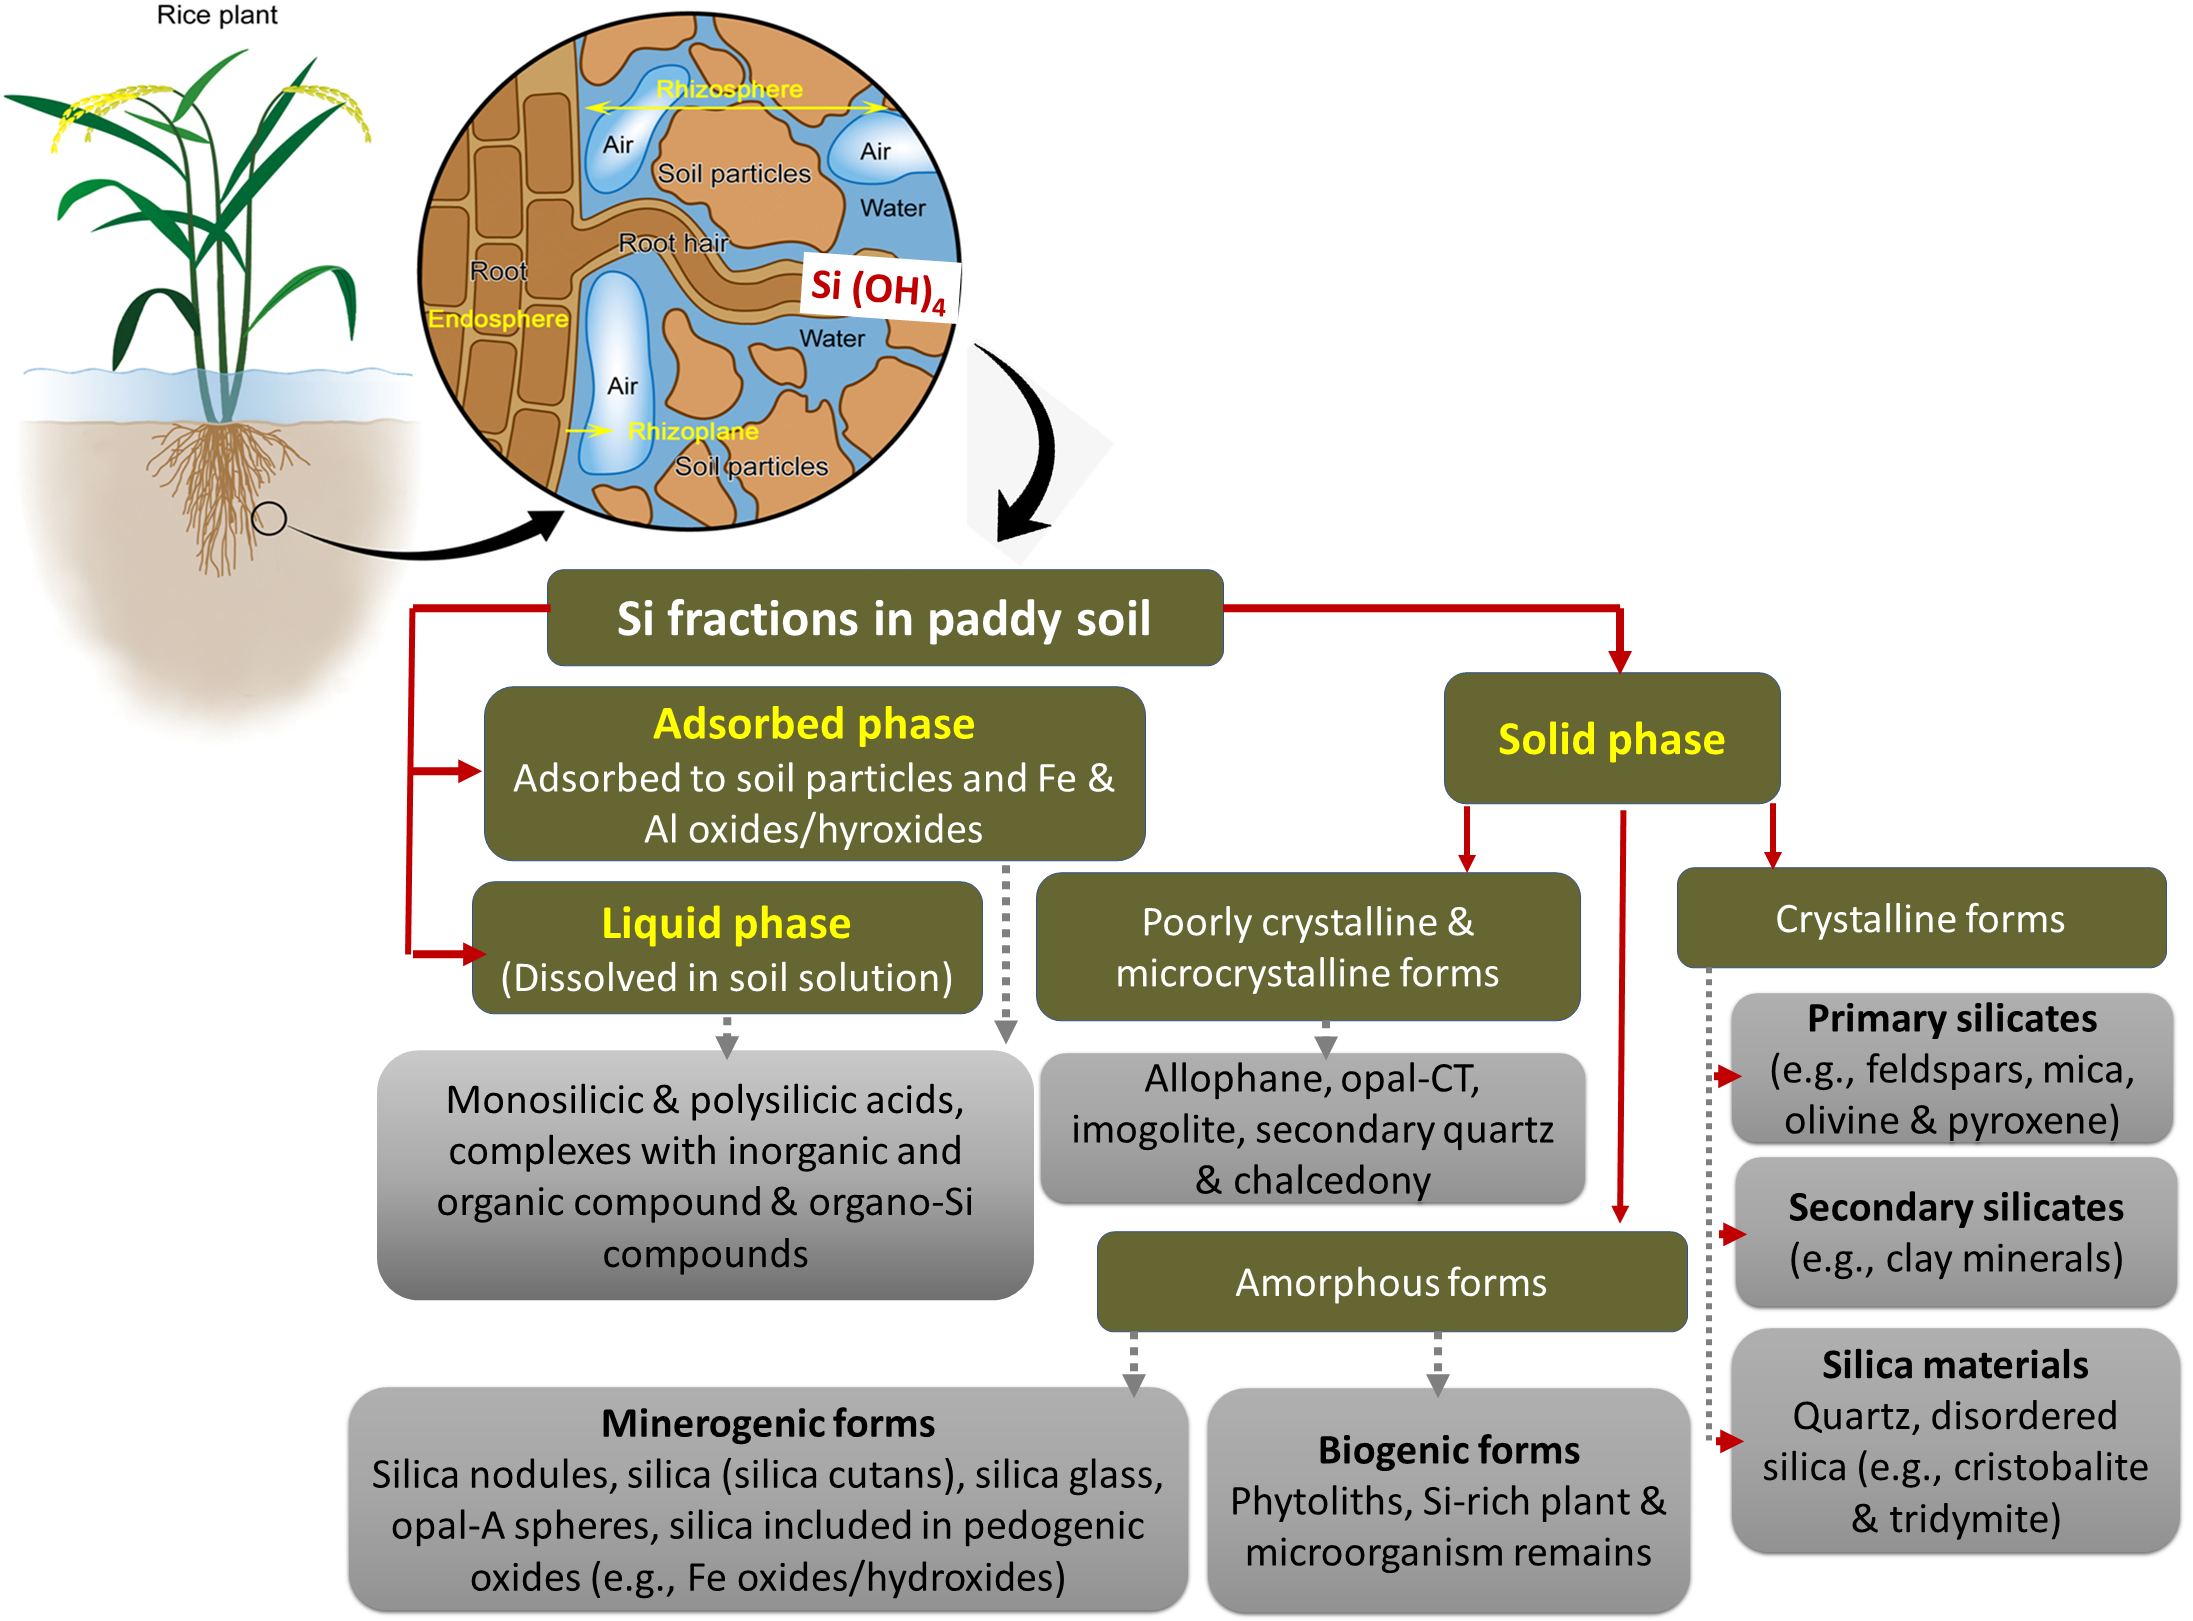 Rice plant
Rhizosphere
Air
Air
Soil particles
Water
Root hair
Root
Si (OH)4
Endosphere
Water
Air
Rhizoplane
Soil particles
Si fractions in paddy soil
Adsorbed phase
Adsorbed to soil particles and Fe &
Al oxides/hyroxides
Liquid phase
(Dissolved in soil solution)
Monosilicic & polysilicic acids,
complexes with inorganic and
organic compound & organo-Si
compounds
Solid phase
Poorly crystalline &
microcrystalline forms
Allophane, opal-CT,
imogolite, secondary quartz
& chalcedony
Amorphous forms
Minerogenic forms
Silica nodules, silica (silica cutans), silica glass,
opal-A spheres, silica included in pedogenic
oxides (e.g., Fe oxides/hydroxides)
Biogenic forms
Phytoliths, Si-rich plant &
microorganism remains
Crystalline forms
Primary silicates
(e.g., feldspars, mica,
olivine & pyroxene)
Secondary silicates
(e.g., clay minerals)
Silica materials
Quartz, disordered
silica (e.g., cristobalite
& tridymite)